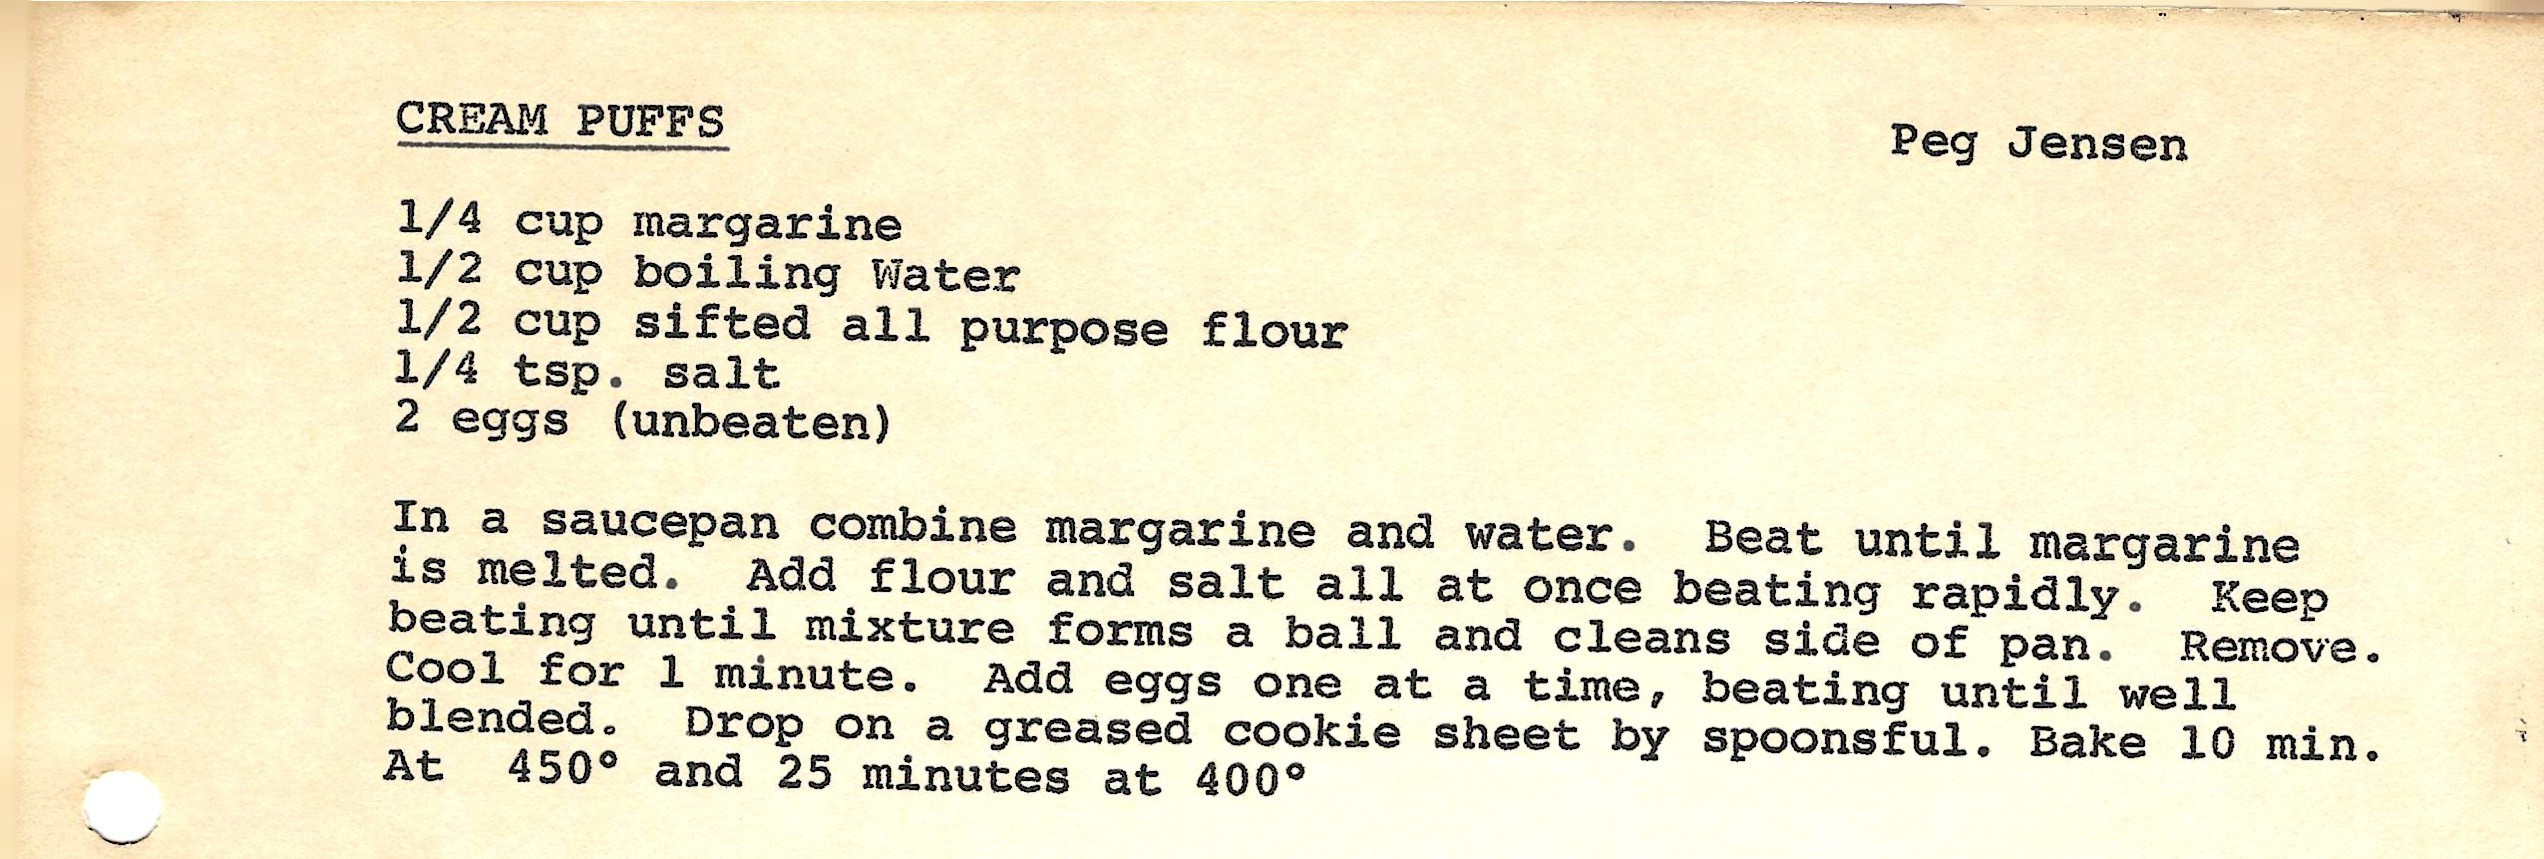 CREAM PUFFS
Peg Jensen
1/4 cup margarine
1/2 cup boiling Water
1/2 cup sifted all purpose flour
1/4 tsp. salt
2 eggs (unbeaten)
In a saucepan combine margarine and water. Beat until margarine
is melted. Add flour and salt all at once beating rapidly. Keep
beating until mixture forms a ball and cleans side of pan. Remove.
Cool for 1 minute. Add eggs one at a time, beating until well
blended. Drop on a greased cookie sheet by spoonsful. Bake 10 min.
At 450° and 25 minutes at 400°